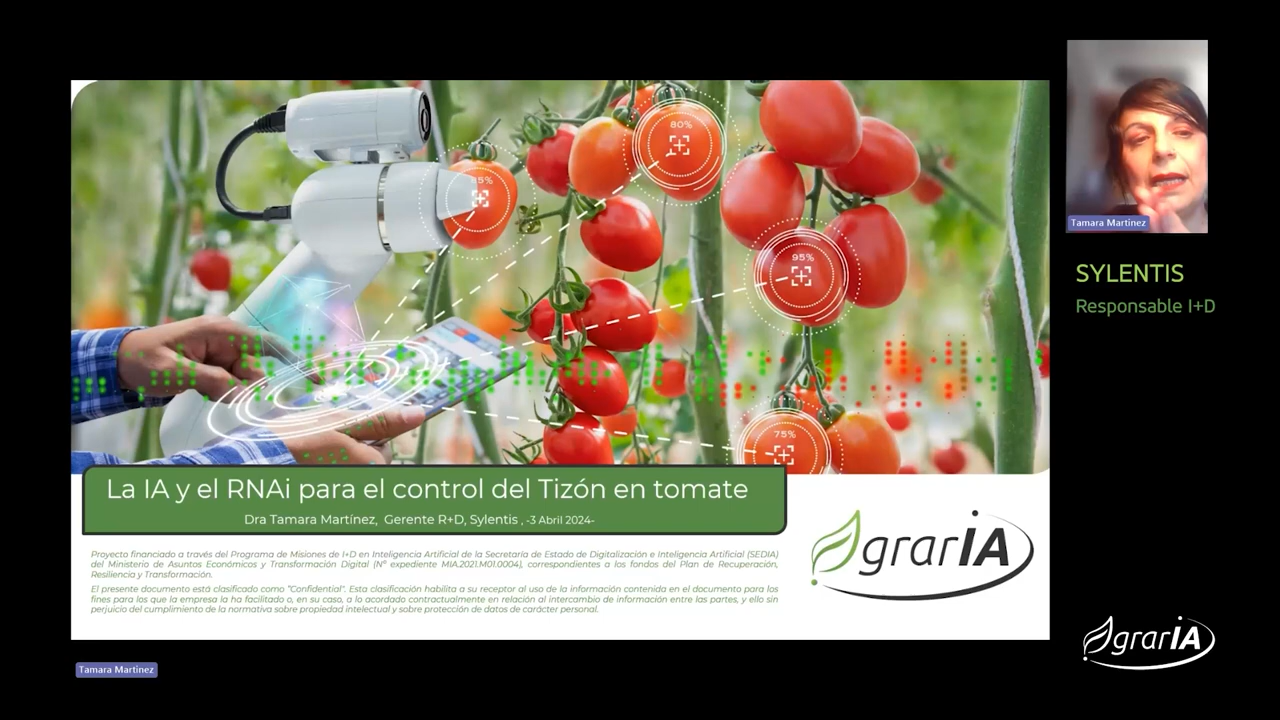 85%
80%
95%
75%
Tamara Martinez
SYLENTIS
Responsable I+D
La IA y el RNAi para el control del Tizón en tomate
Dra Tamara Martínez, Gerente R+D, Sylentis , -3 Abril 2024-
Proyecto financiado a través del Programa de Misiones de I+D en Inteligencia Artificial de la Secretaría de Estado de Digitalización e Inteligencia Artificial (SEDIA)
del Ministerio de Asuntos Económicos y Transformación Digital (Nº expediente MIA.2021.M01.0004), correspondientes a los fondos del Plan de Recuperación,
Resiliencia y Transformación.
El presente documento está clasificado como "Confidential". Esta clasificación habilita a su receptor al uso de la información contenida en el documento para los
fines para los que la empresa la ha facilitado o, en su caso, a lo acordado contractualmente en relación al intercambio de información entre las partes, y ello sin
perjuicio del cumplimiento de la normativa sobre propiedad intelectual y sobre protección de datos de carácter personal.
AgrarIA
AgrarIA
Tamara Martinez